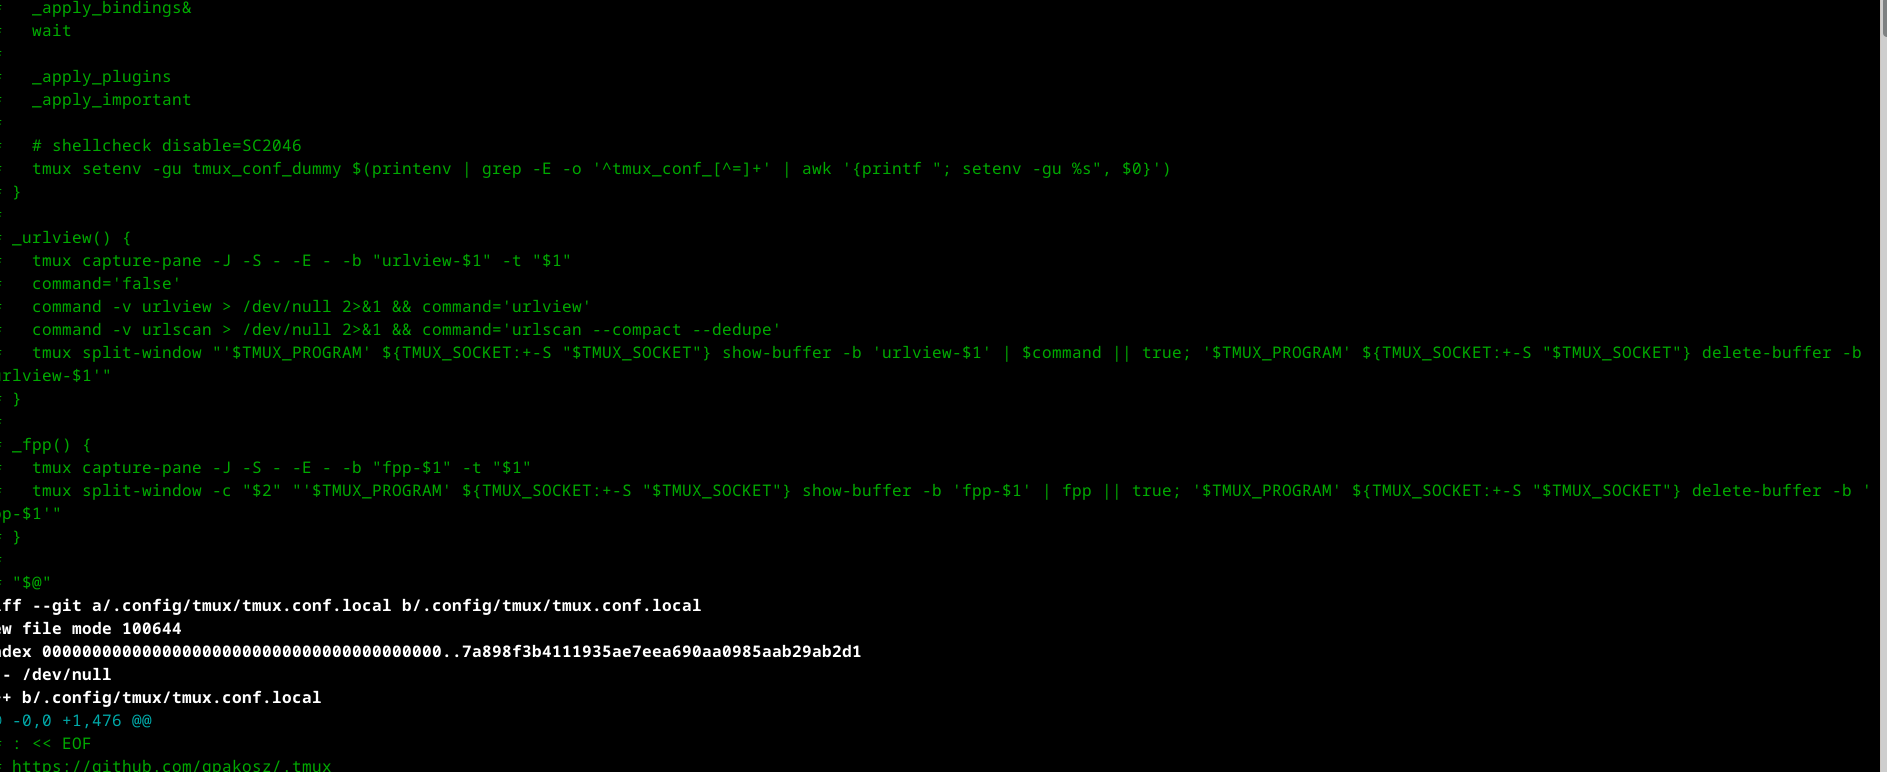 _apply_bindings&
wait
_apply_plugins
_apply_important
# shellcheck disable=SC2046
tmux setenv -gu tmux_conf_dummy $(printenv | grep -E -o '^tmux_conf_[^=]+' | awk '{printf "; setenv -gu %s", $0}')
}
_urlview() {
tmux capture-pane -J -S - -E - -b "urlview-$1" -t "$1"
command='false'
command -v urlview > /dev/null 2>&1 && command='urlview'
command -v urlscan > /dev/null 2>&1 && command='urlscan --compact --dedupe'
tmux split-window "'$TMUX_PROGRAM' ${TMUX_SOCKET:+-S "$TMUX_SOCKET"} show-buffer -b 'urlview-$1' | $command || true; '$TMUX_PROGRAM' ${TMUX_SOCKET:+-S "$TMUX_SOCKET"} delete-buffer -b
rlview-$1'"
}
_fpp() {
tmux capture-pane -J -S - -E - -b "fpp-$1" -t "$1"
tmux split-window -c "$2" "'$TMUX_PROGRAM' ${TMUX_SOCKET:+-S "$TMUX_SOCKET"} show-buffer -b 'fpp-$1' | fpp || true; '$TMUX_PROGRAM' ${TMUX_SOCKET:+-S "$TMUX_SOCKET"} delete-buffer -b '
pp-$1'"
}
"$@"
ff --git a/.config/tmux/tmux.conf.local b/.config/tmux/tmux.conf.local
ew file mode 100644
ndex 0000000000000000000000000000000000000000..7a898f3b4111935ae7eea690aa0985aab29ab2d1
- /dev/null
+ b/.config/tmux/tmux.conf.local
-0,0 +1,476 @@
: << EOF
https://github.com/gpakosz/.tmux